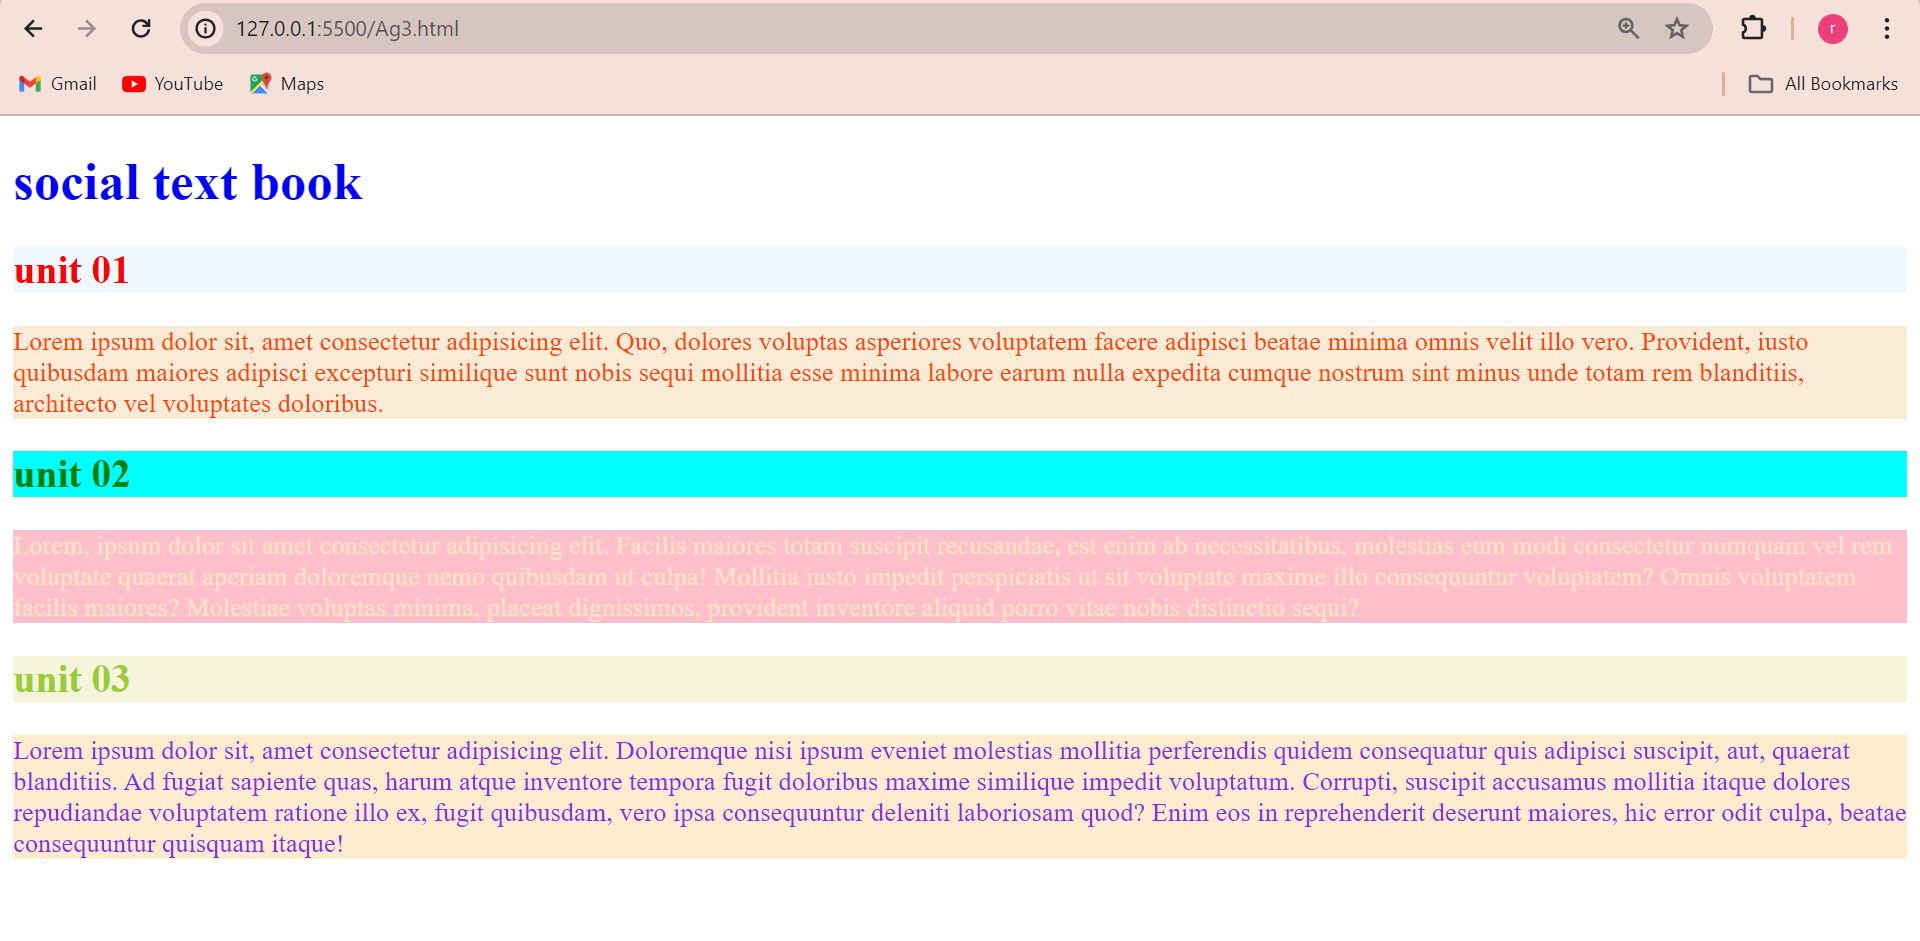 127.0.0.1:5500/Ag3.html
r
Gmail YouTube Maps All Bookmarks
social text book
unit 01
Lorem ipsum dolor sit, amet consectetur adipisicing elit. Quo, dolores voluptas asperiores voluptatem facere adipisci beatae minima omnis velit illo vero. Provident, iusto
quibusdam maiores adipisci excepturi similique sunt nobis sequi mollitia esse minima labore earum nulla expedita cumque nostrum sint minus unde totam rem blanditiis,
architecto vel voluptates doloribus.
unit 02
Lorem, ipsum dolor sit amet consectetur adipisicing elit. Facilis maiores totam suscipit recusandae, est enim ab necessitatibus, molestias eum modi consectetur numquam vel rem
voluptate quaerat aperiam doloremque nemo quibusdam ut culpa! Mollitia iusto impedit perspiciatis ut sit voluptate maxime illo consequuntur voluptatem? Omnis voluptatem
facilis maiores? Molestiae voluptas minima, placeat dignissimos, provident inventore aliquid porro vitae nobis distinctio sequi?
unit 03
Lorem ipsum dolor sit, amet consectetur adipisicing elit. Doloremque nisi ipsum eveniet molestias mollitia perferendis quidem consequatur quis adipisci suscipit, aut, quaerat
blanditiis. Ad fugiat sapiente quas, harum atque inventore tempora fugit doloribus maxime similique impedit voluptatum. Corrupti, suscipit accusamus mollitia itaque dolores
repudiandae voluptatem ratione illo ex, fugit quibusdam, vero ipsa consequuntur deleniti laboriosam quod? Enim eos in reprehenderit deserunt maiores, hic error odit culpa, beatae
consequuntur quisquam itaque!